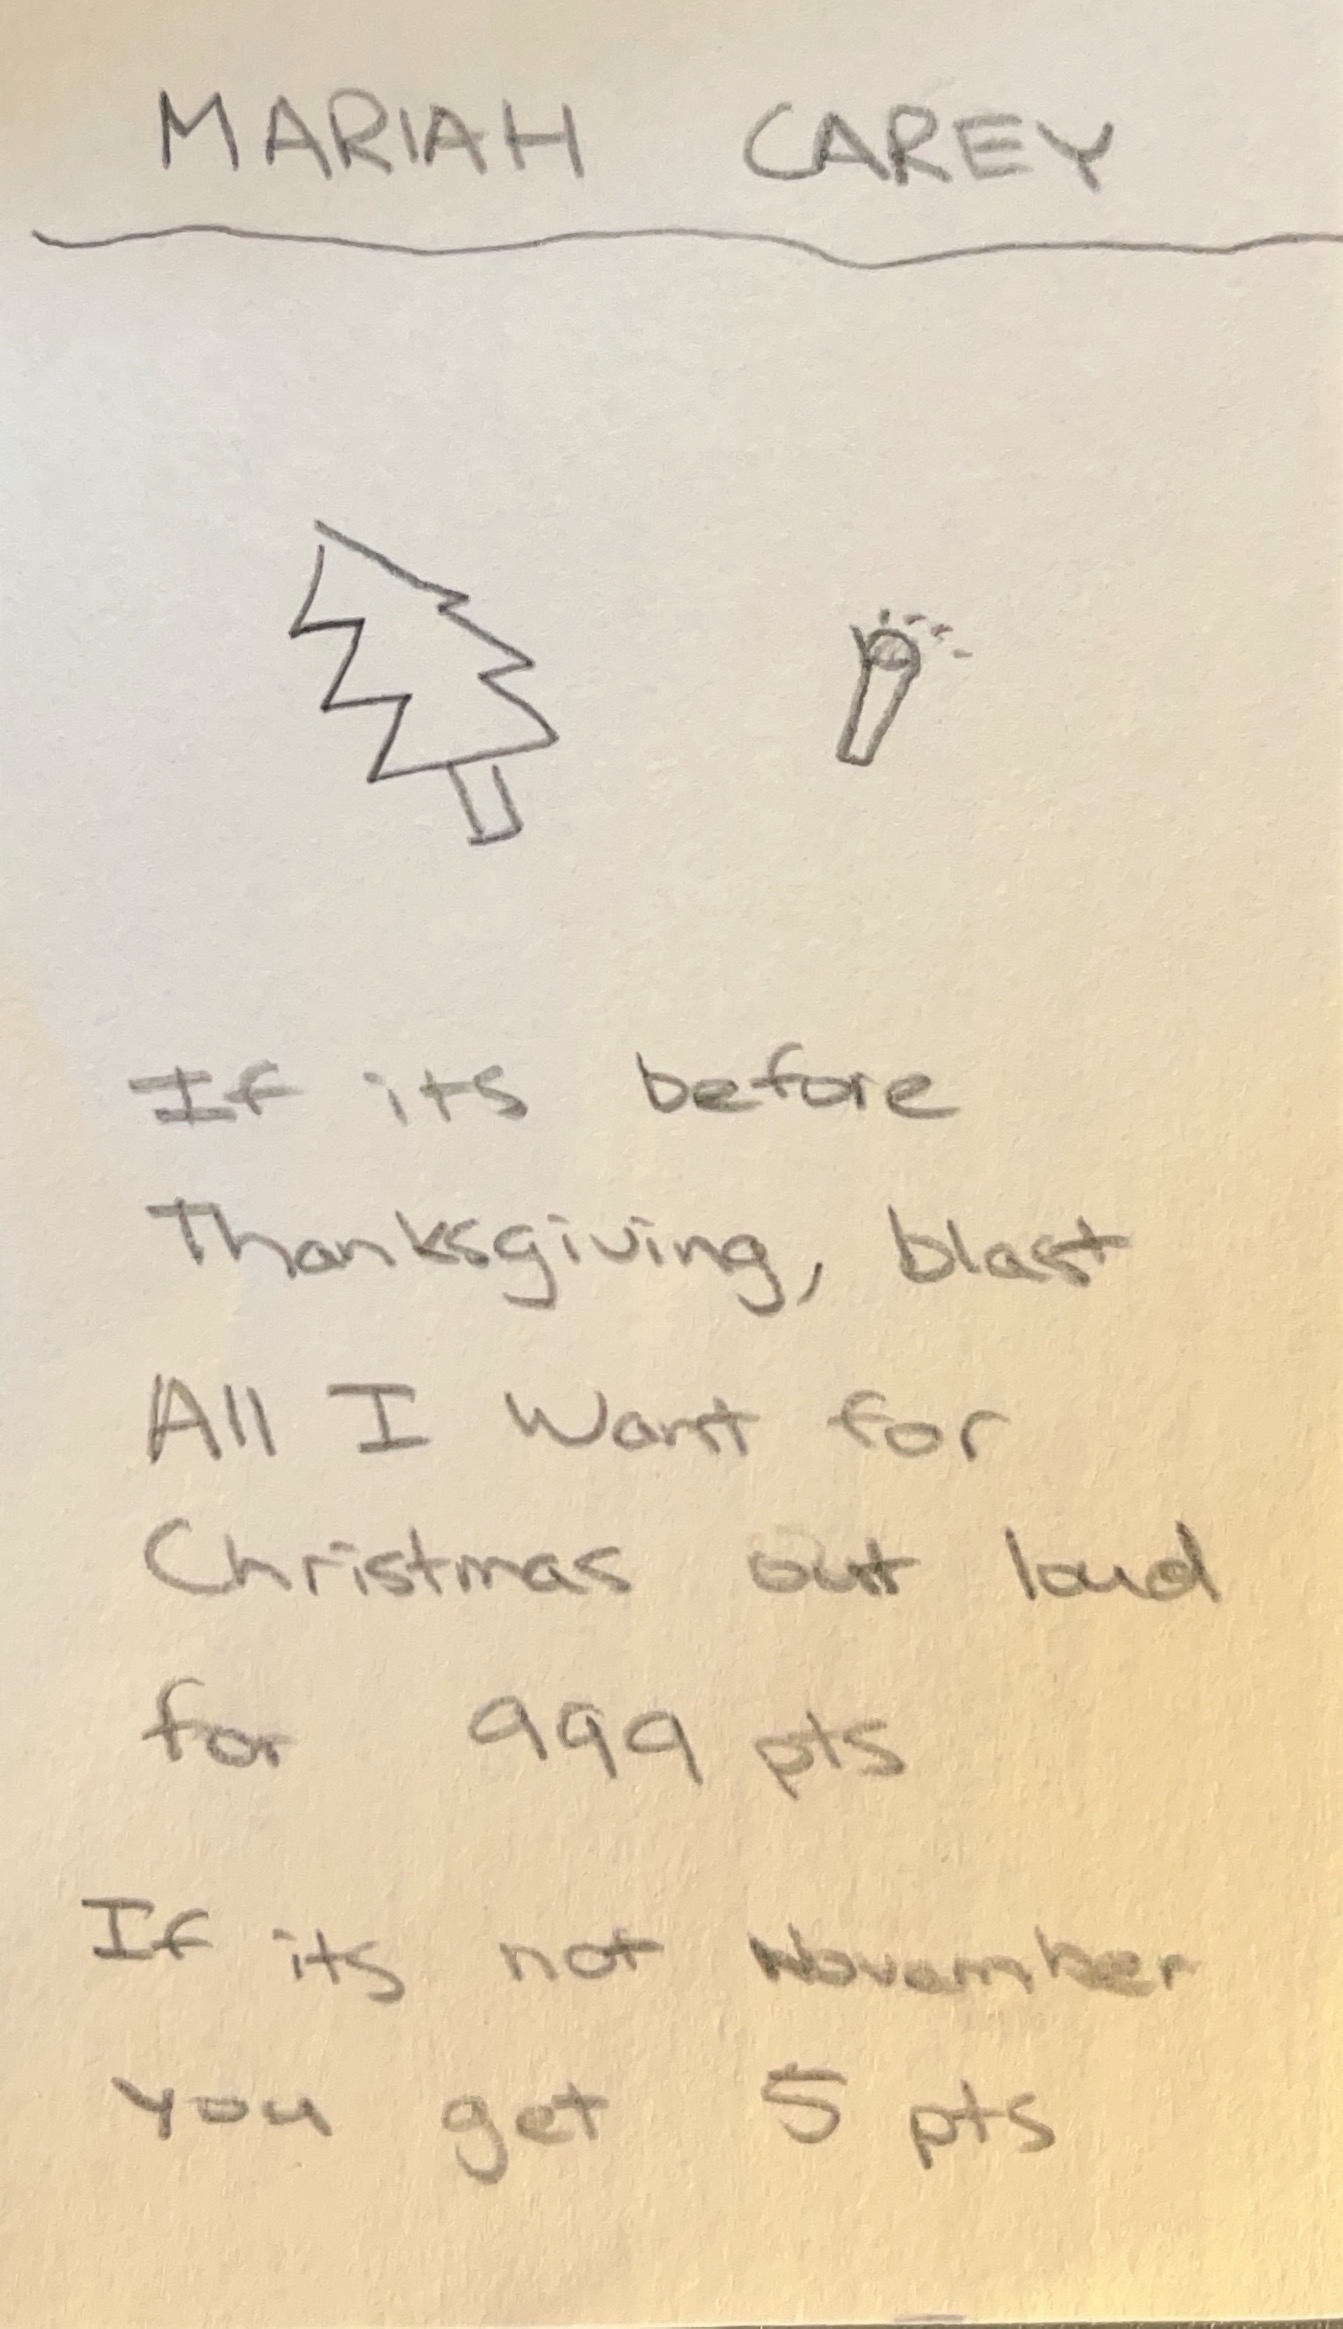 MARIAH CAREY
If its before
Thanksgiving, blast
All I Want for
Christmas out loud
for 999 pts
If its not November
you get 5 pts